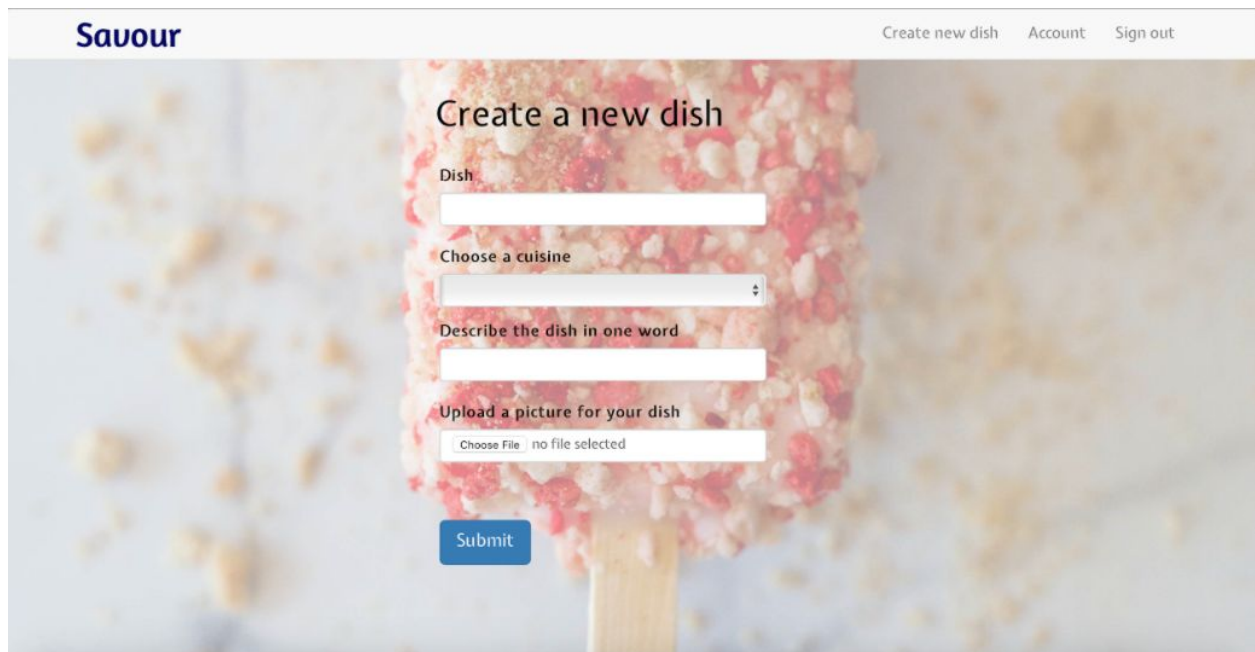 Savour
Create new dish Account Sign out
Create a new dish
Dish
Choose a cuisine
Describe the dish in one word
Upload a picture for your dish
Choose File no file selected
Submit